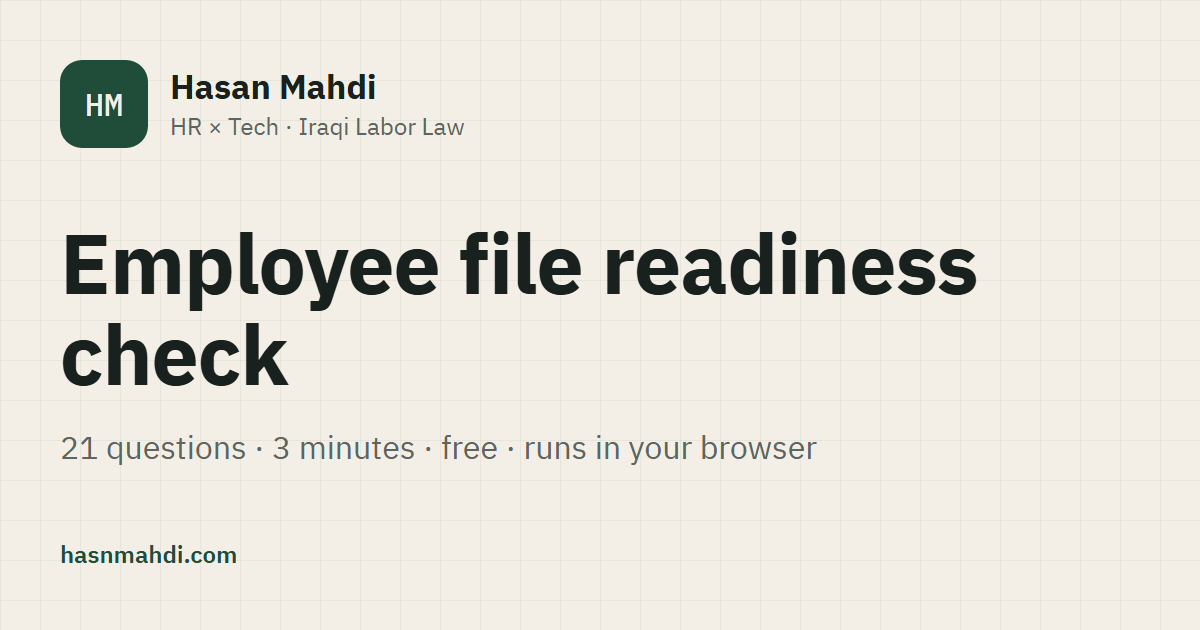 HM
Hasan Mahdi
HR × Tech · Iraqi Labor Law
Employee file readiness
check
21 questions · 3 minutes · free · runs in your browser
hasnmahdi.com